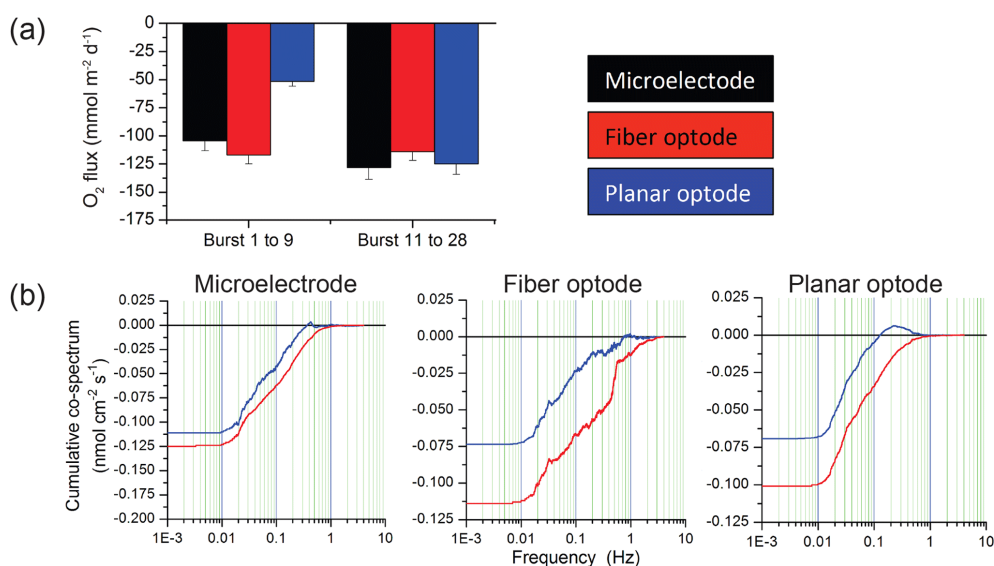 (a)
O₂ flux (mmol m⁻² d⁻¹)
0
-25
-50
-75
-100
-125
-150
-175
Burst 1 to 9
Burst 11 to 28
Microelectode
Fiber optode
Planar optode
(b)
Cumulative co-spectrum
(nmol cm⁻² s⁻¹)
Microelectrode
0.025
0.000
-0.025
-0.050
-0.075
-0.100
-0.125
-0.150
-0.175
-0.200
1E-3 0.01 0.1 1 10
Fiber optode
0.025
0.000
-0.025
-0.050
-0.075
-0.100
-0.125
1E-3 0.01 0.1 1 10
Planar optode
0.025
0.000
-0.025
-0.050
-0.075
-0.100
-0.125
1E-3 0.01 0.1 1 10
Frequency (Hz)